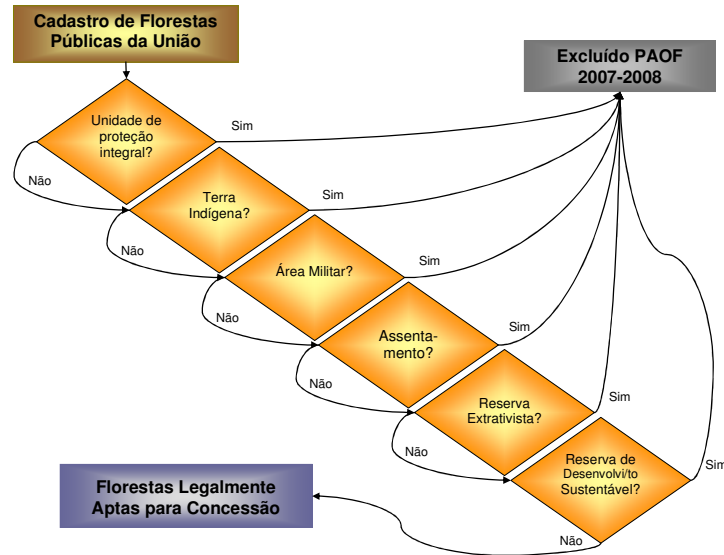 Cadastro de Florestas
Públicas da União
Excluído PAOF
2007-2008
Unidade de
proteção
integral?
Sim
Não
Terra
Indígena?
Sim
Não
Área Militar?
Sim
Não
Assenta-
mento?
Sim
Não
Reserva
Extrativista?
Sim
Não
Reserva de
Desenvolvi/to
Sustentável?
Sim
Não
Florestas Legalmente
Aptas para Concessão